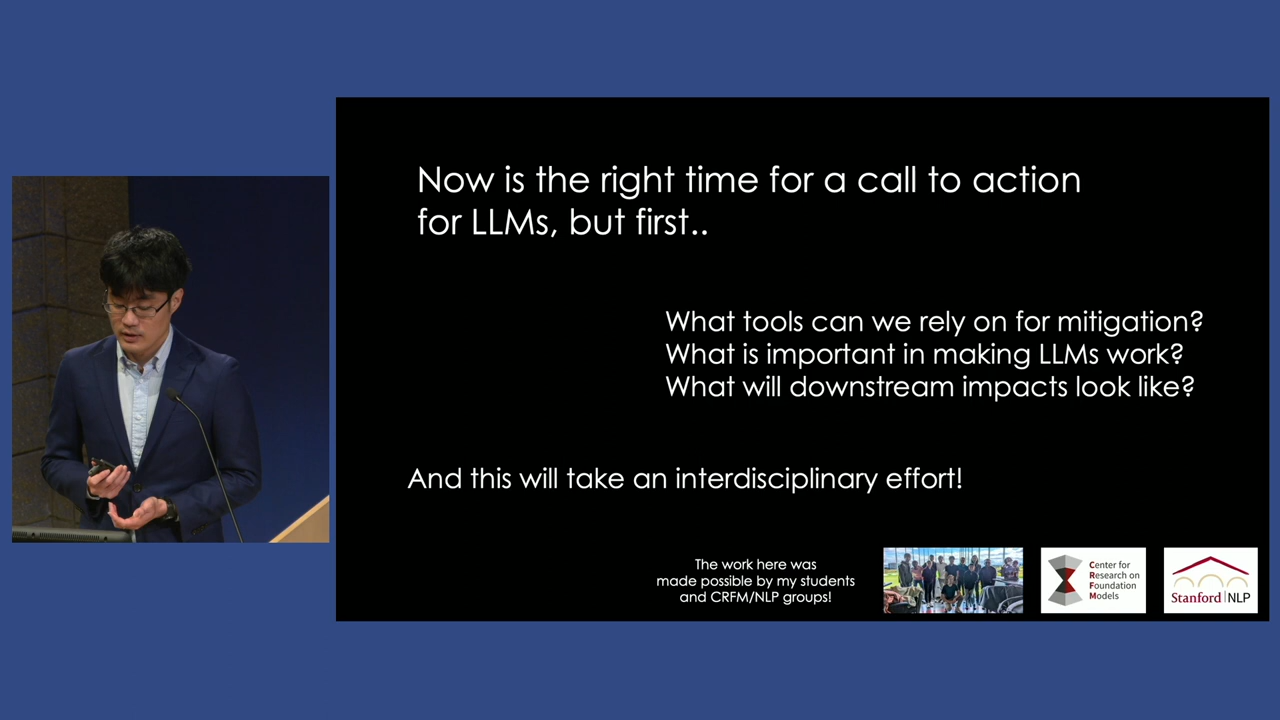 Now is the right time for a call to action
for LLMs, but first..
What tools can we rely on for mitigation?
What is important in making LLMs work?
What will downstream impacts look like?
And this will take an interdisciplinary effort!
The work here was
made possible by my students
and CRFM/NLP groups!
Center for
Research on
Foundation
Models
Stanford | NLP